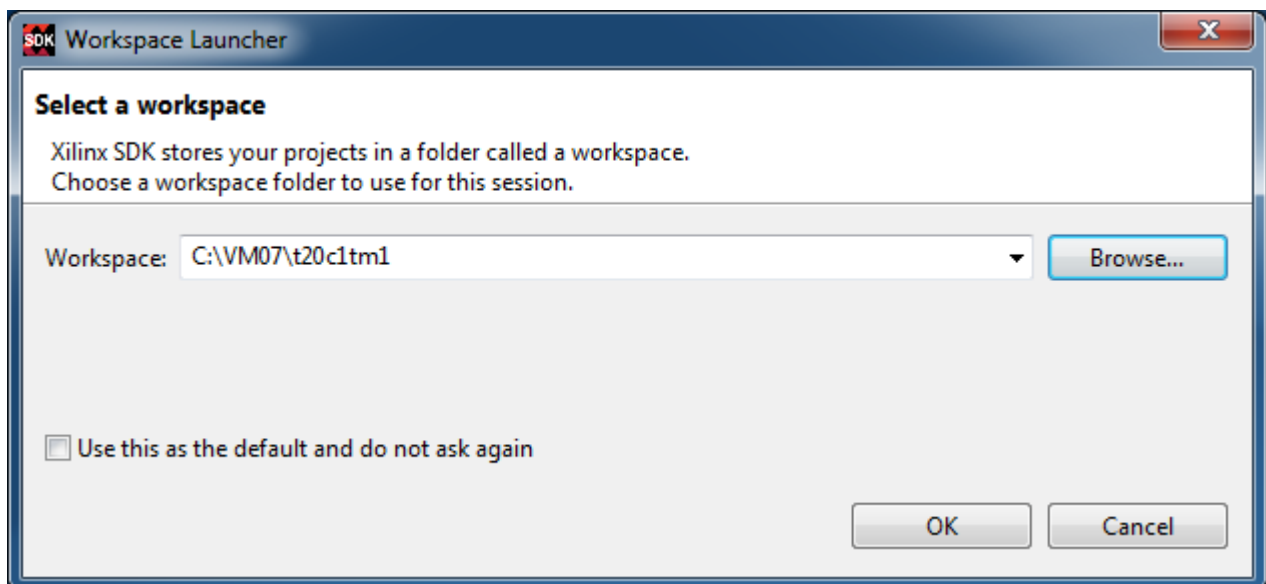 SDK Workspace Launcher
Select a workspace
Xilinx SDK stores your projects in a folder called a workspace.
Choose a workspace folder to use for this session.
Workspace: C:\VM07\t20c1tm1 Browse...
Use this as the default and do not ask again
OK Cancel